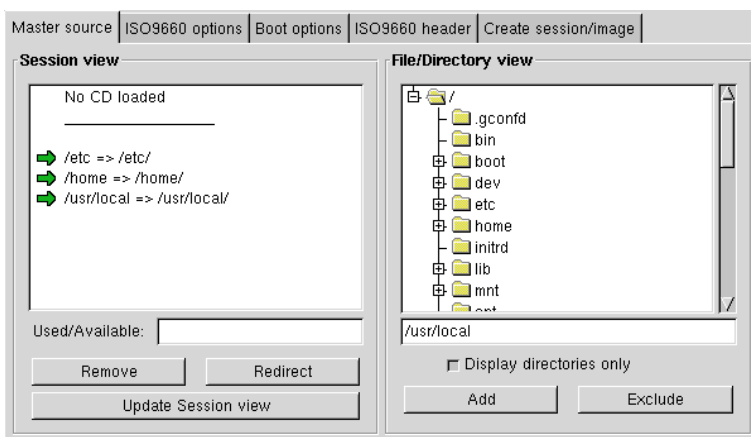 Master source
ISO9660 options
Boot options
ISO9660 header
Create session/image
Session view
No CD loaded
/etc => /etc/
/home => /home/
/usr/local => /usr/local/
Used/Available:
Remove
Redirect
Update Session view
File/Directory view
/
.gconfd
bin
boot
dev
etc
home
initrd
lib
mnt
/usr/local
Display directories only
Add
Exclude